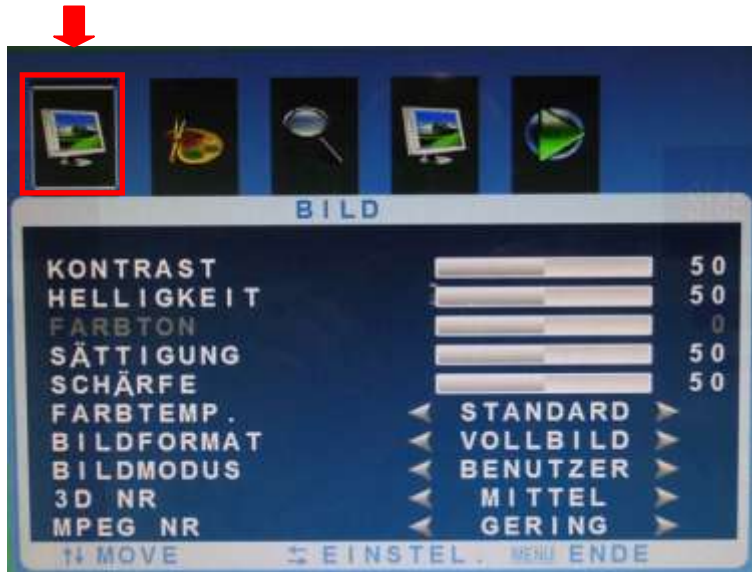 BILD
KONTRAST 50
HELLIGKEIT 50
FARBTON 0
SÄTTIGUNG 50
SCHÄRFE 50
FARBTEMP. STANDARD
BILDFORMAT VOLLBILD
BILDMODUS BENUTZER
3D NR MITTEL
MPEG NR GERING
MOVE EINSTEL. MENU ENDE